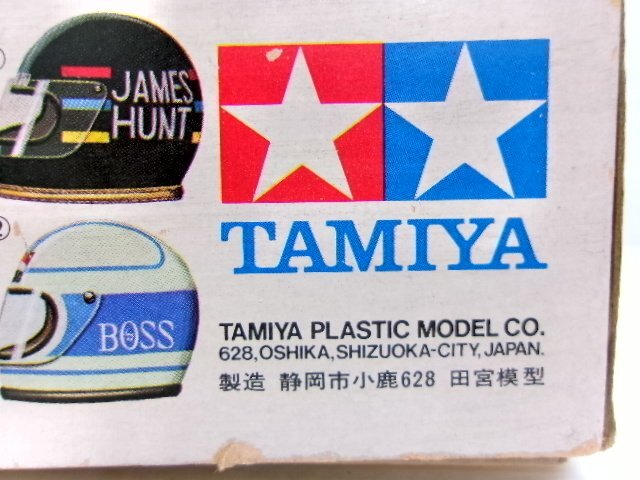 JAMES
HUNT
TAMIYA
BOSS
TAMIYA PLASTIC MODEL CO.
628,OSHIKA,SHIZUOKA-CITY,JAPAN.
製造 静岡市小鹿628 田宮模型